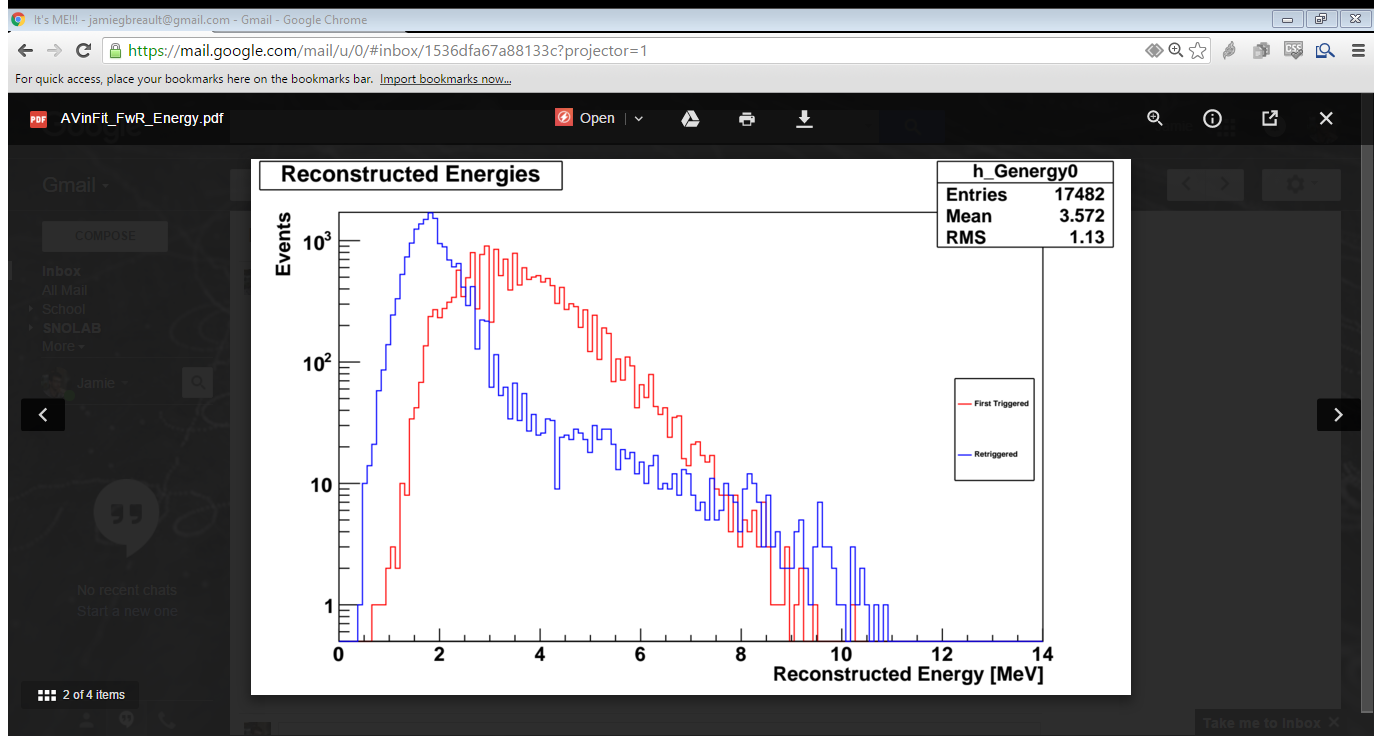 It's ME!!! - jamiegbreault@gmail.com - Gmail - Google Chrome
https://mail.google.com/mail/u/0/#inbox/1536dfa67a88133c?projector=1
For quick access, place your bookmarks here on the bookmarks bar. Import bookmarks now...
PDF AVinFit_FwR_Energy.pdf Open
Google
Gmail
COMPOSE
Inbox
All Mail
School
SNOLAB
More
Jamie
No recent chats
Start a new one
Reconstructed Energies
h_Genergy0
Entries 17482
Mean 3.572
RMS 1.13
Events
10³
10²
10
1
First Triggered
Retriggered
0 2 4 6 8 10 12 14
Reconstructed Energy [MeV]
2 of 4 items
Take me to Inbox